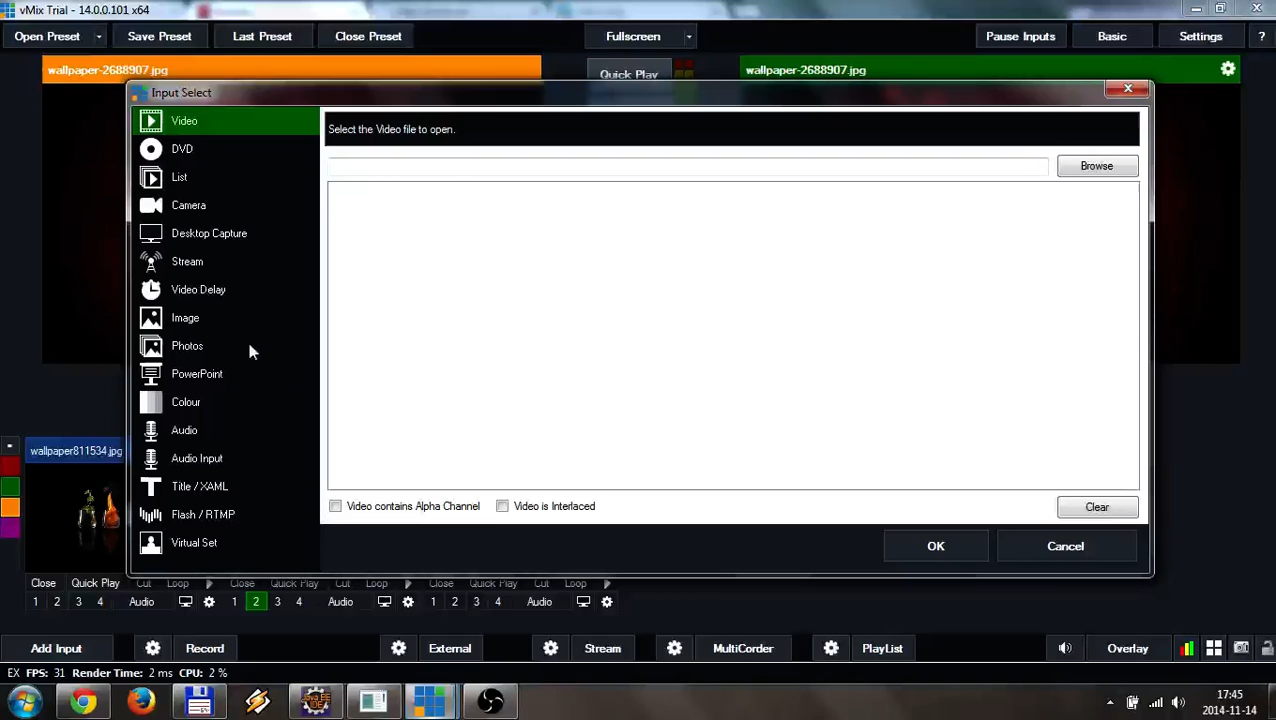 vMix Trial - 14.0.0.101 x64
Open Preset Save Preset Last Preset Close Preset Fullscreen Pause Inputs Basic Settings ?
wallpaper-2688907.jpg Quick Play wallpaper-2688907.jpg
Input Select
Video
DVD
List
Camera
Desktop Capture
Stream
Video Delay
Image
Photos
PowerPoint
Colour
Audio
Audio Input
Title / XAML
Flash / RTMP
Virtual Set
Select the Video file to open.
Browse
Video contains Alpha Channel Video is Interlaced Clear
OK Cancel
wallpaper811534.jpg
Close Quick Play Cut Loop Close Quick Play Cut Loop Close Quick Play Cut Loop
1 2 3 4 Audio 1 2 3 4 Audio 1 2 3 4 Audio
Add Input Record External Stream MultiCorder PlayList Overlay
EX FPS: 31 Render Time: 2 ms CPU: 2 %
Java EE
IDE
17:45
2014-11-14